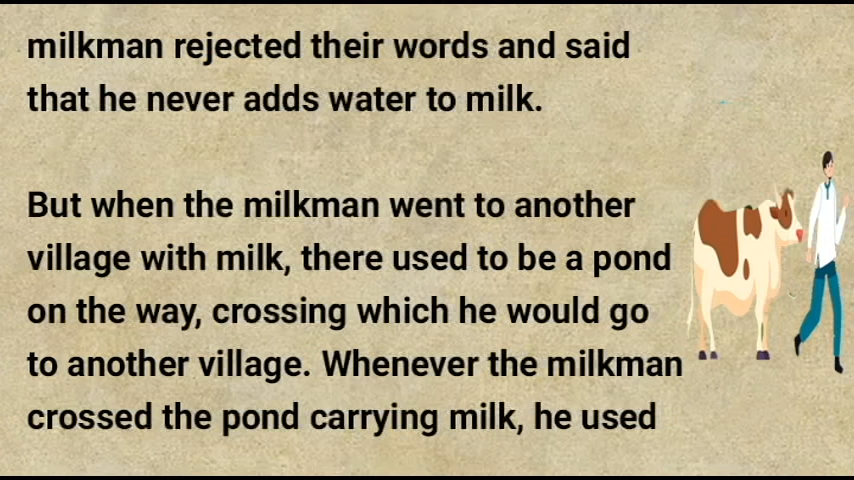 milkman rejected their words and said
that he never adds water to milk.
But when the milkman went to another
village with milk, there used to be a pond
on the way, crossing which he would go
to another village. Whenever the milkman
crossed the pond carrying milk, he used